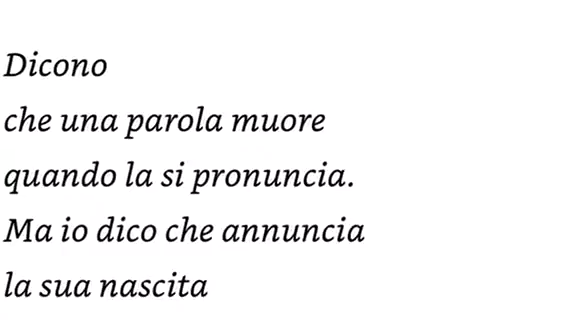 Dicono
che una parola muore
quando la si pronuncia.
Ma io dico che annuncia
la sua nascita